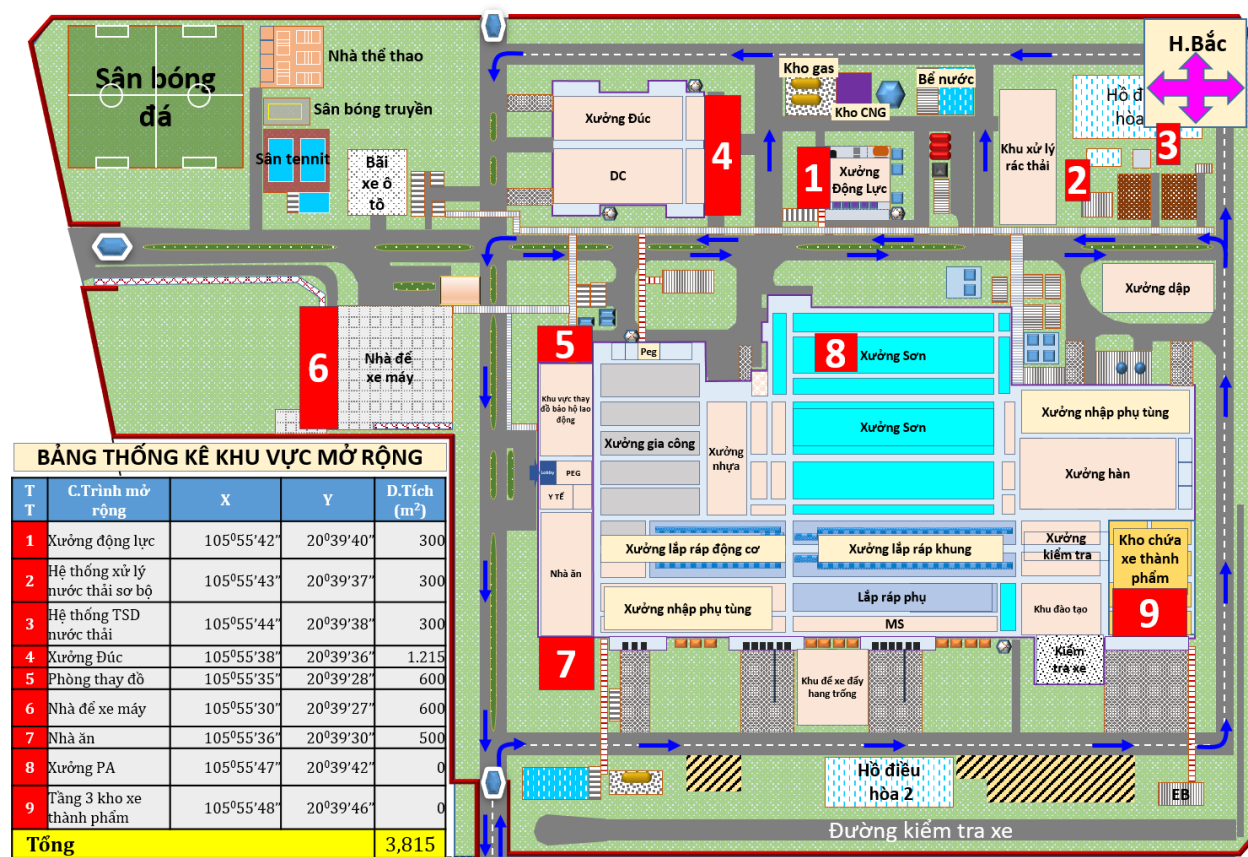 H.Bắc
Sân bóng
đá
Nhà thể thao
Sân bóng truyền
Sân tennit
Bãi
xe ô
tô
Xưởng Đúc
DC
4
Kho gas
Kho CNG
Bể nước
1
Xưởng
Động Lực
Khu xử lý
rác thải
Hồ đi
hòa
2
3
Xưởng dập
6
Nhà để
xe máy
5
Peg
8
Xưởng Sơn
Xưởng Sơn
Khu vực thay
đồ bảo hộ lao
động
Xưởng gia công
Xưởng
nhựa
Xưởng nhập phụ tùng
Xưởng hàn
Lobby
PEG
Y TẾ
Nhà ăn
Xưởng lắp ráp động cơ
Xưởng lắp ráp khung
Xưởng
kiểm tra
Kho chứa
xe thành
phẩm
9
Xưởng nhập phụ tùng
Lắp ráp phụ
MS
Khu đào tạo
7
Kiểm
tra xe
Khu để xe đẩy
hang trống
Hồ điều
hòa 2
EB
Đường kiểm tra xe
BẢNG THỐNG KÊ KHU VỰC MỞ RỘNG
T
T
C.Trình mở
rộng
X
Y
D.Tích
(m²)
1 Xưởng động lực 105⁰55’42” 20⁰39’40” 300
2 Hệ thống xử lý
nước thải sơ bộ 105⁰55’43” 20⁰39’37” 300
3 Hệ thống TSD
nước thải 105⁰55’44” 20⁰39’38” 300
4 Xưởng Đúc 105⁰55’38” 20⁰39’36” 1.215
5 Phòng thay đồ 105⁰55’35” 20⁰39’28” 600
6 Nhà để xe máy 105⁰55’30” 20⁰39’27” 600
7 Nhà ăn 105⁰55’36” 20⁰39’30” 500
8 Xưởng PA 105⁰55’47” 20⁰39’42” 0
9 Tầng 3 kho xe
thành phẩm 105⁰55’48” 20⁰39’46” 0
Tổng 3,815